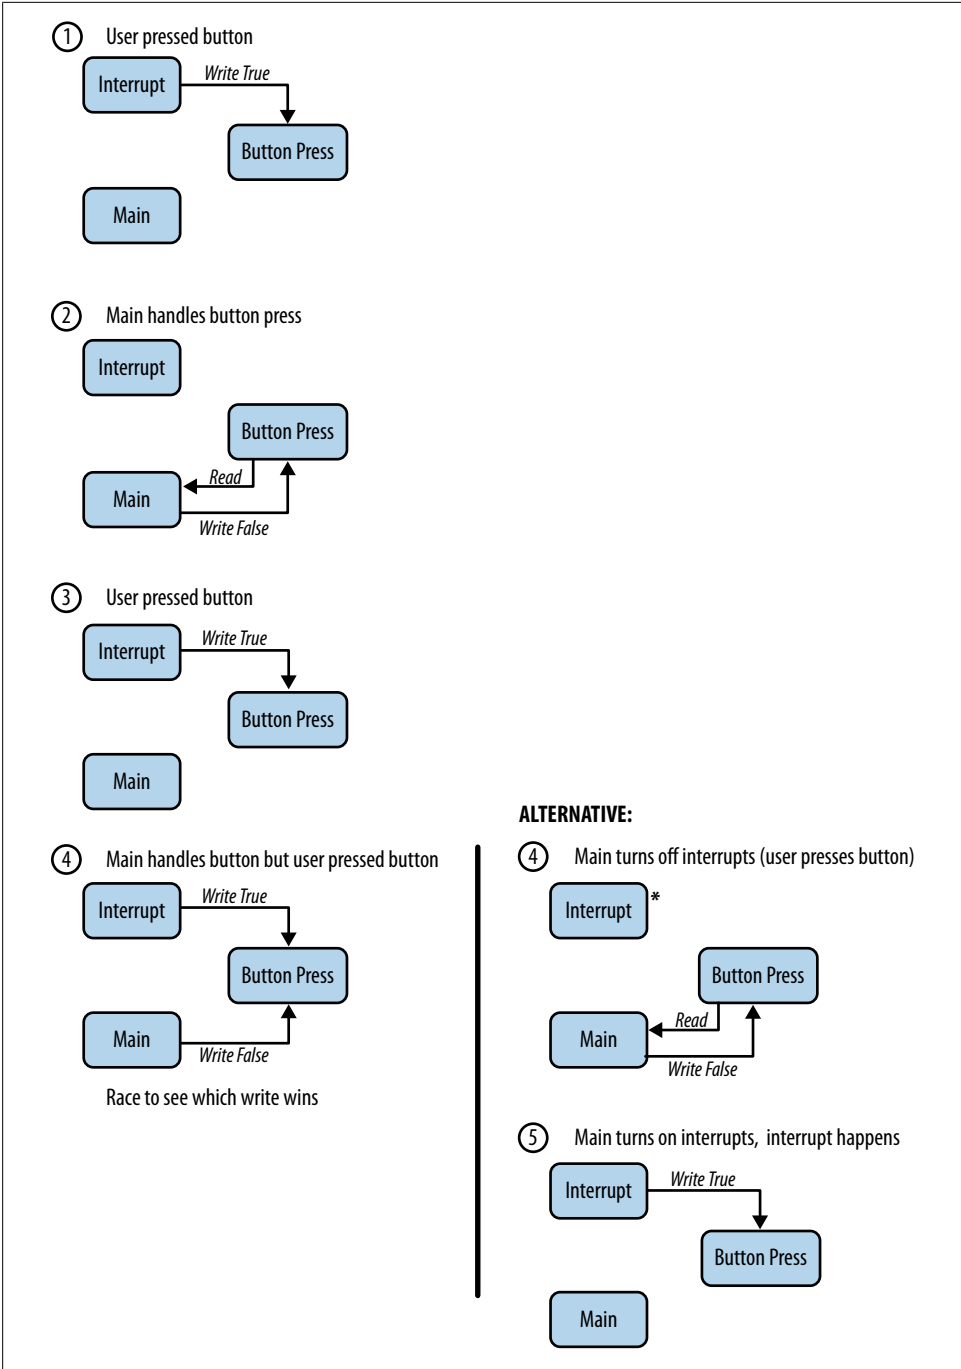 1 User pressed button
Interrupt
Write True
Button Press
Main
2 Main handles button press
Interrupt
Button Press
Read
Main
Write False
3 User pressed button
Interrupt
Write True
Button Press
Main
4 Main handles button but user pressed button
Interrupt
Write True
Button Press
Main
Write False
Race to see which write wins
ALTERNATIVE:
4 Main turns off interrupts (user presses button)
Interrupt *
Button Press
Read
Main
Write False
5 Main turns on interrupts, interrupt happens
Interrupt
Write True
Button Press
Main